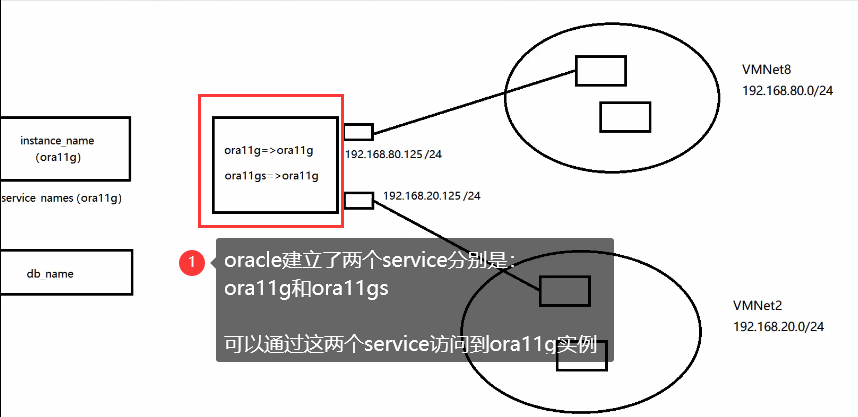 instance_name
(ora11g)
service names (ora11g)
db_name
ora11g=>ora11g
ora11gs=>ora11g
192.168.80.125 /24
192.168.20.125 /24
VMNet8
192.168.80.0/24
1
oracle建立了两个service分别是：
ora11g和ora11gs
可以通过这两个service访问到ora11g实例
VMNet2
192.168.20.0/24